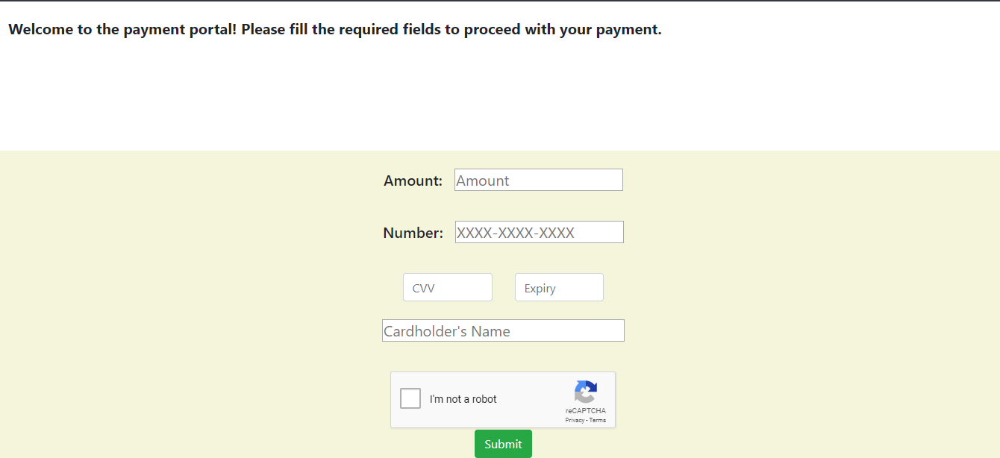 Welcome to the payment portal! Please fill the required fields to proceed with your payment.
Amount: Amount
Number: XXXX-XXXX-XXXX
CVV Expiry
Cardholder's Name
I'm not a robot
reCAPTCHA
Privacy - Terms
Submit